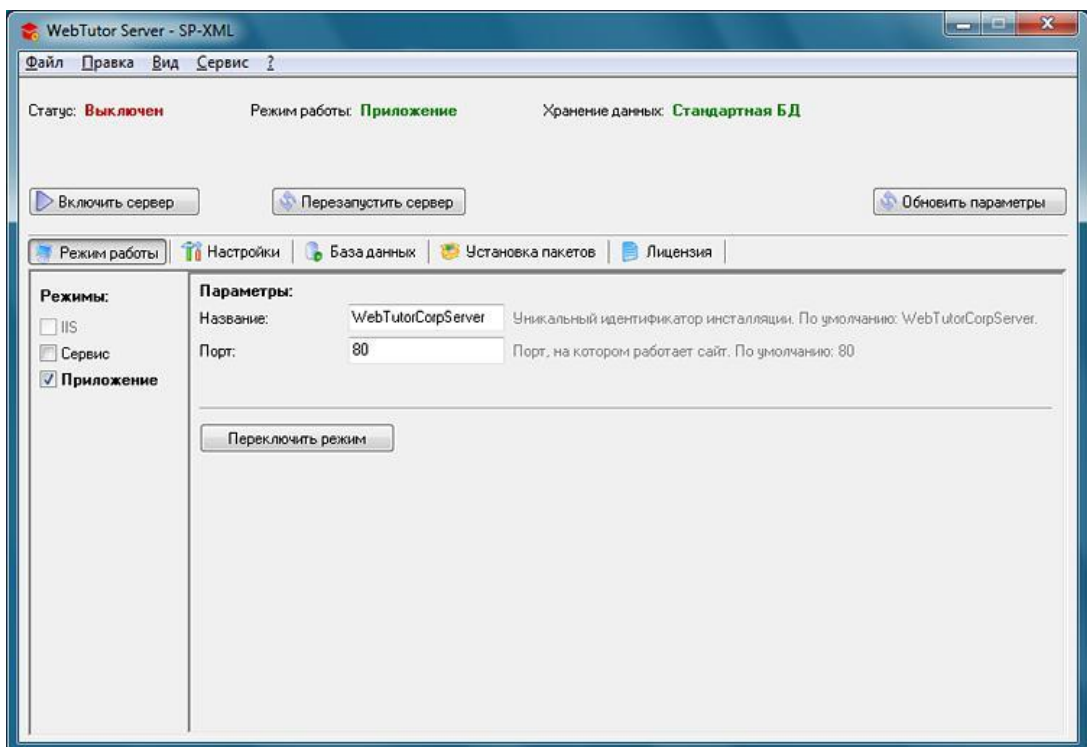 WebTutor Server - SP-XML
Файл Правка Вид Сервис ?
Статус: Выключен Режим работы: Приложение Хранение данных: Стандартная БД
Включить сервер Перезапустить сервер Обновить параметры
Режим работы Настройки База данных Установка пакетов Лицензия
Режимы: Параметры:
IIS Название: WebTutorCorpServer Уникальный идентификатор инсталляции. По умолчанию: WebTutorCorpServer.
Сервис Порт: 80 Порт, на котором работает сайт. По умолчанию: 80
Приложение
Переключить режим